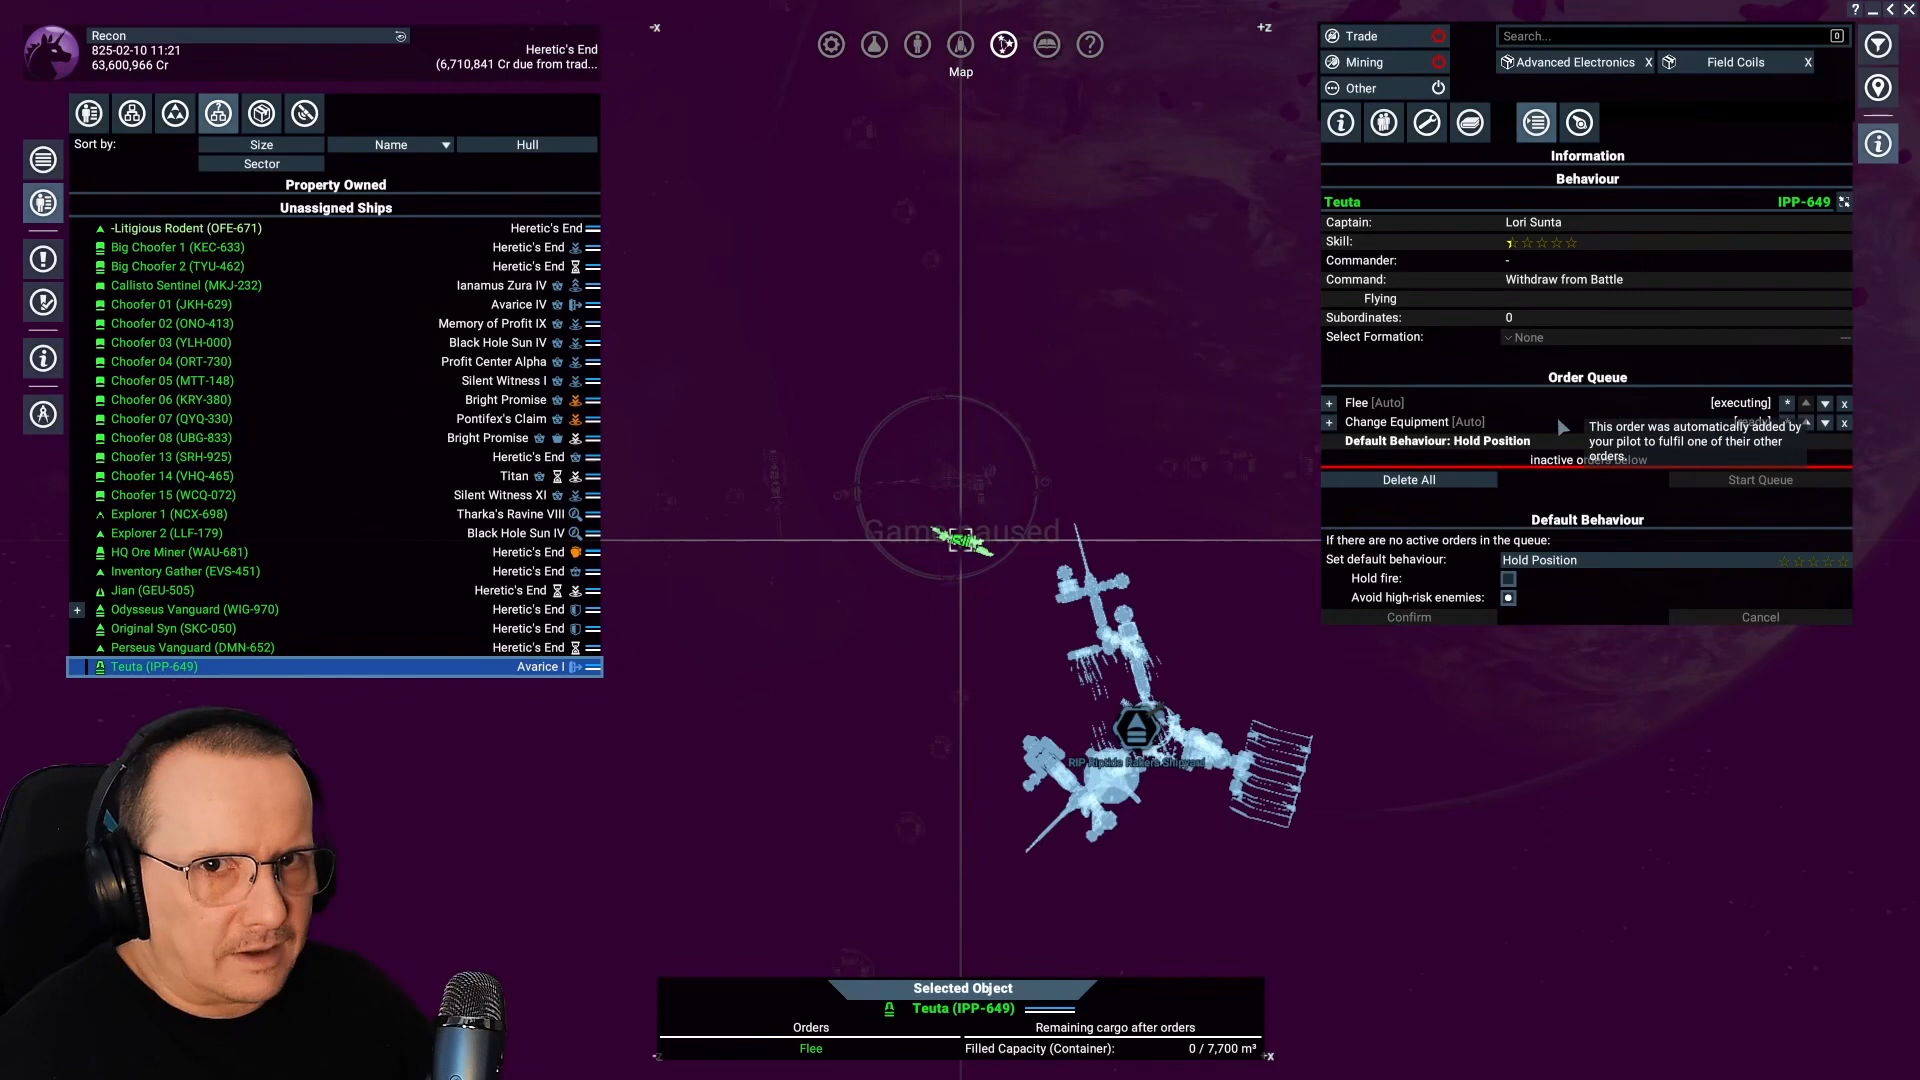 Recon
825-02-10 11:21
63,600,966 Cr
Heretic's End
(6,710,841 Cr due from trad...
Sort by:
Size
Name
Hull
Sector
Property Owned
Unassigned Ships
-Litigious Rodent (OFE-671) Heretic's End
Big Choofer 1 (KEC-633) Heretic's End
Big Choofer 2 (TYU-462) Heretic's End
Callisto Sentinel (MKJ-232) Ianamus Zura IV
Choofer 01 (JKH-629) Avarice IV
Choofer 02 (ONO-413) Memory of Profit IX
Choofer 03 (YLH-000) Black Hole Sun IV
Choofer 04 (ORT-730) Profit Center Alpha
Choofer 05 (MTT-148) Silent Witness I
Choofer 06 (KRY-380) Bright Promise
Choofer 07 (QYQ-330) Pontifex's Claim
Choofer 08 (UBG-833) Bright Promise
Choofer 13 (SRH-925) Heretic's End
Choofer 14 (VHQ-465) Titan
Choofer 15 (WCQ-072) Silent Witness XI
Explorer 1 (NCX-698) Tharka's Ravine VIII
Explorer 2 (LLF-179) Black Hole Sun IV
HQ Ore Miner (WAU-681) Heretic's End
Inventory Gather (EVS-451) Heretic's End
Jian (GEU-505) Heretic's End
+ Odysseus Vanguard (WIG-970) Heretic's End
Original Syn (SKC-050) Heretic's End
Perseus Vanguard (DMN-652) Heretic's End
Teuta (IPP-649) Avarice I
-x
+z
?
Map
Game paused
RIP Riptide Rakers Shipyard
Selected Object
Teuta (IPP-649)
Orders
Remaining cargo after orders
Flee
Filled Capacity (Container): 0 / 7,700 m³
-z
+x
? _ < X
Trade
Mining
Other
Search...
0
Advanced Electronics X
Field Coils X
Information
Behaviour
Teuta IPP-649
Captain: Lori Sunta
Skill:
Commander: -
Command: Withdraw from Battle
Flying
Subordinates: 0
Select Formation: None
Order Queue
+ Flee [Auto] [executing] * x
+ Change Equipment [Auto] x
This order was automatically added by
your pilot to fulfil one of their other
orders.
Default Behaviour: Hold Position
Delete All
Start Queue
Default Behaviour
If there are no active orders in the queue:
Set default behaviour: Hold Position
Hold fire:
Avoid high-risk enemies:
Confirm
Cancel